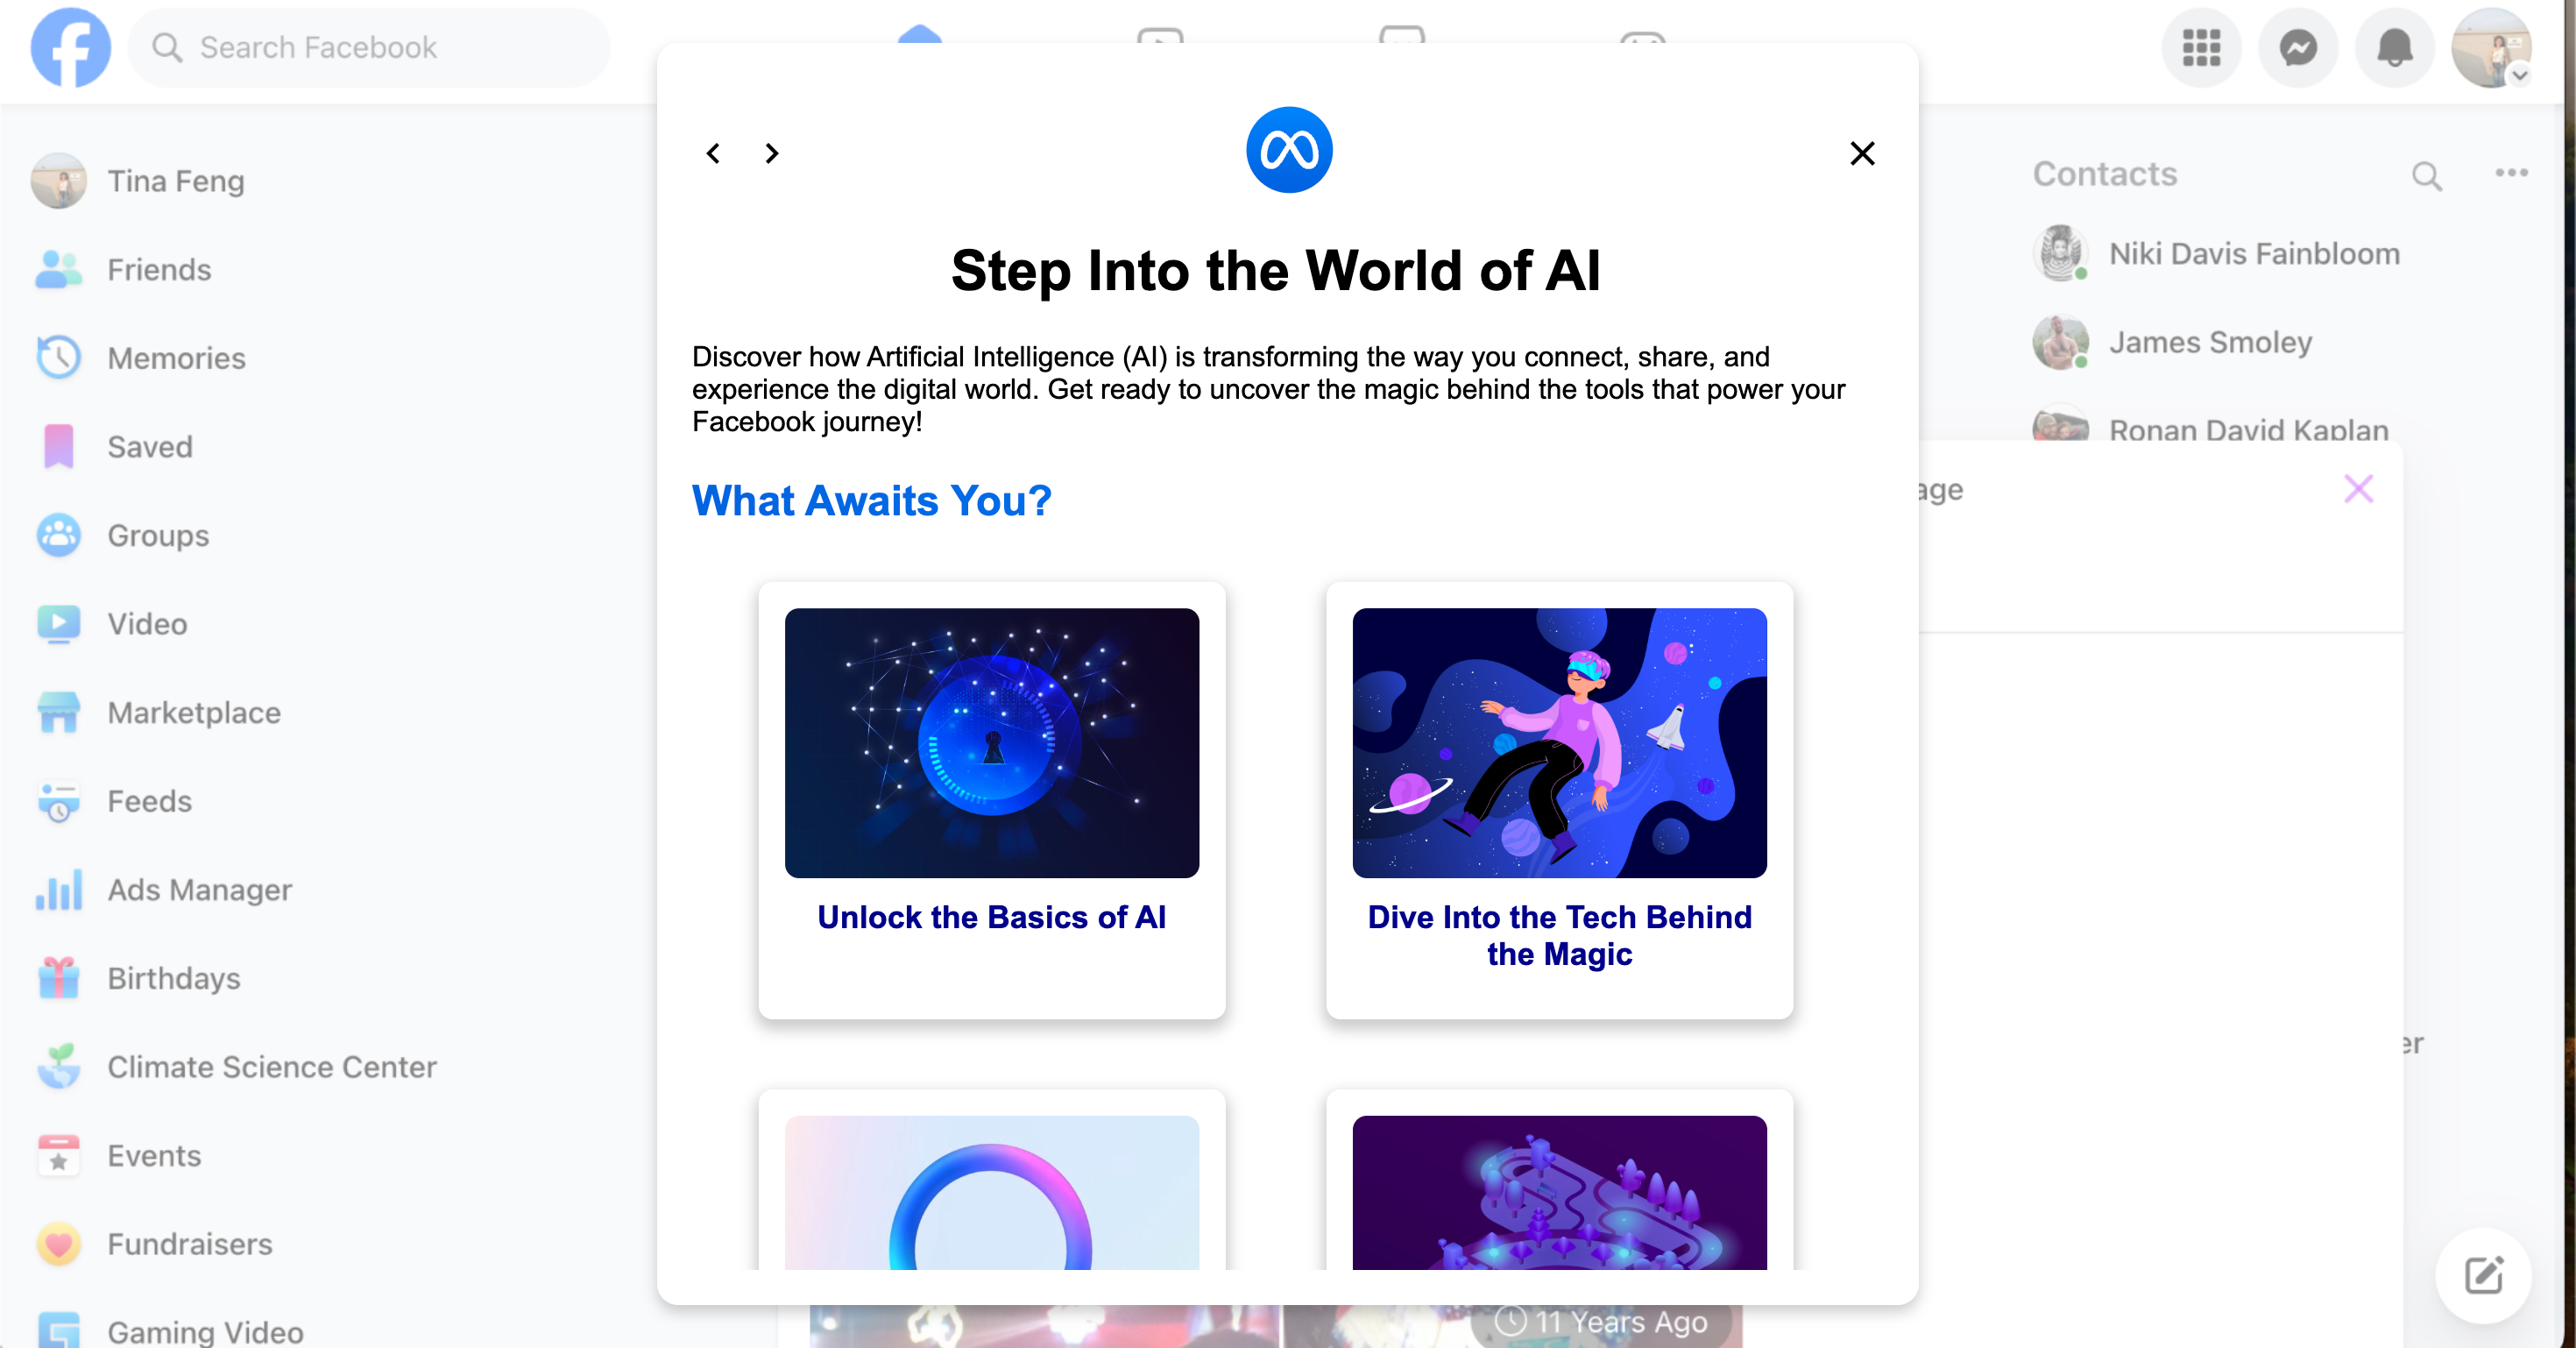 Search Facebook
Tina Feng
Friends
Memories
Saved
Groups
Video
Marketplace
Feeds
Ads Manager
Birthdays
Climate Science Center
Events
Fundraisers
Gaming Video
Step Into the World of AI
Discover how Artificial Intelligence (AI) is transforming the way you connect, share, and
experience the digital world. Get ready to uncover the magic behind the tools that power your
Facebook journey!
What Awaits You?
Unlock the Basics of AI
Dive Into the Tech Behind
the Magic
11 Years Ago
Contacts
Niki Davis Fainbloom
James Smoley
Ronan David Kaplan
age
er